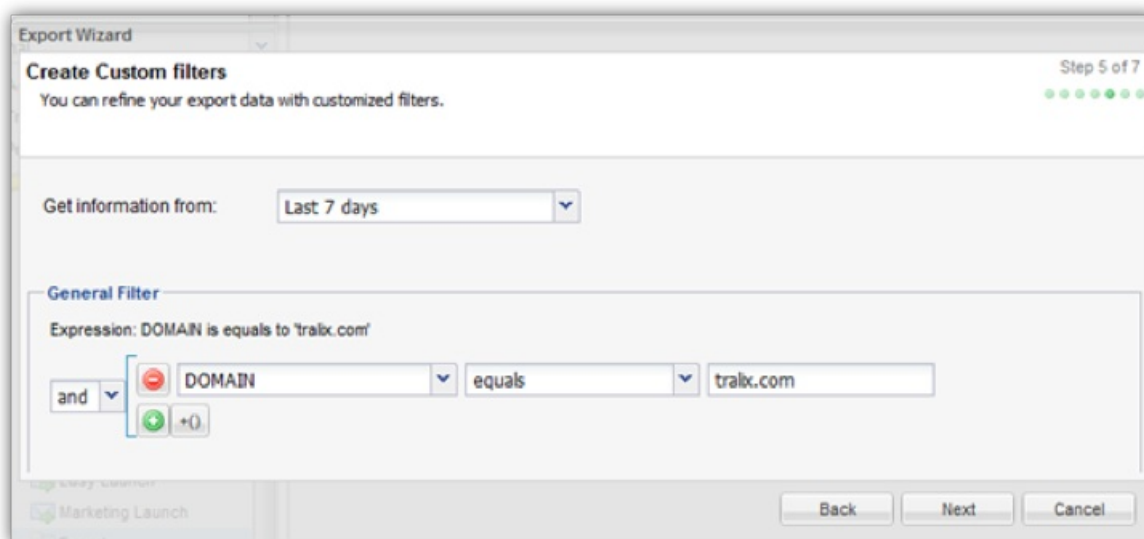 Export Wizard
Create Custom filters
Step 5 of 7
You can refine your export data with customized filters.
Get information from:
Last 7 days
General Filter
Expression: DOMAIN is equals to 'tralix.com'
and
DOMAIN
equals
tralix.com
+()
Easy Launch
Marketing Launch
Back
Next
Cancel